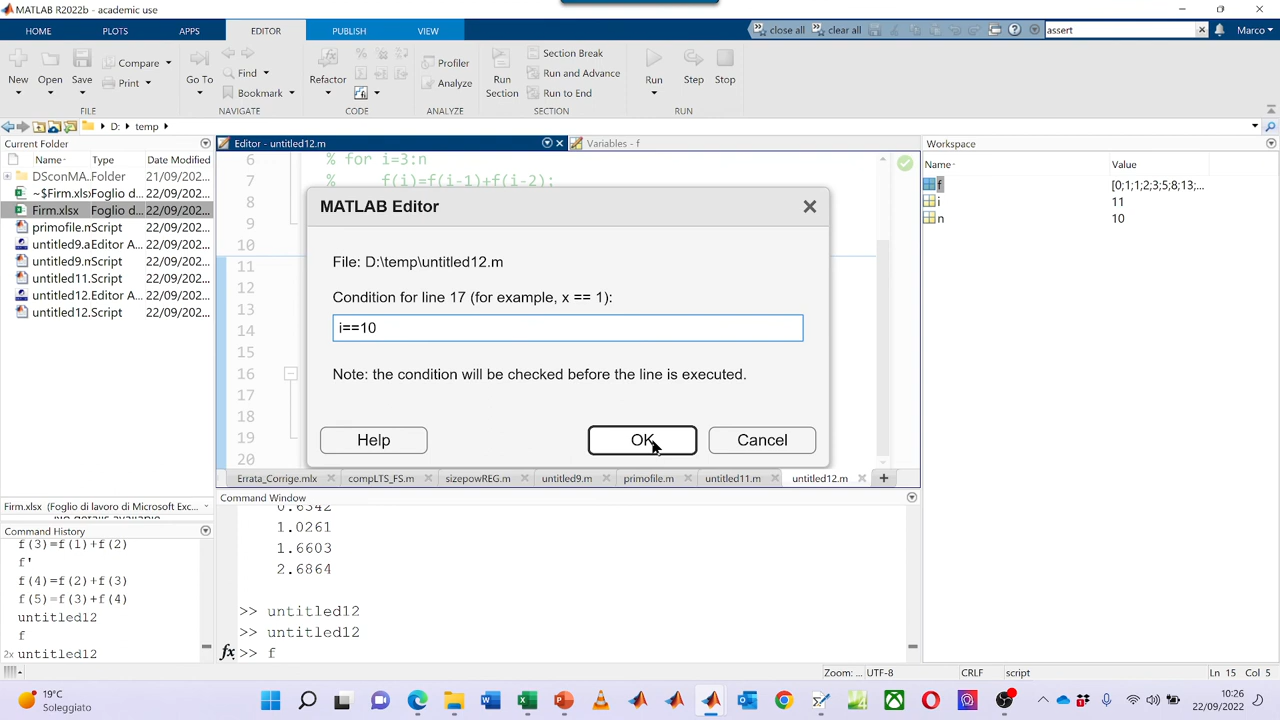 MATLAB R2022b - academic use
HOME PLOTS APPS EDITOR PUBLISH VIEW
close all clear all assert Marco
New Open Save Compare Print
Go To Find Bookmark
Refactor
Profiler Analyze
Run Section Section Break Run and Advance Run to End
Run Step Stop
FILE NAVIGATE CODE ANALYZE SECTION RUN
D: temp
Current Folder
Name Type Date Modified
DSconMA... Folder 21/09/202...
~$Firm.xlsx Foglio d... 22/09/202...
Firm.xlsx Foglio d... 22/09/202...
primofile.m Script 22/09/202...
untitled9.a Editor A... 22/09/202...
untitled9.m Script 22/09/202...
untitled11. Script 22/09/202...
untitled12. Editor A... 22/09/202...
untitled12. Script 22/09/202...
Firm.xlsx (Foglio di lavoro di Microsoft Exc...
Command History
f(3)=f(1)+f(2)
f'
f(4)=f(2)+f(3)
f(5)=f(3)+f(4)
untitled12
f
2x untitled12
Editor - untitled12.m
Variables - f
6 % for i=3:n
7 % f(i)=f(i-1)+f(i-2);
8
9
10
11
12
13
14
15
16
17
18
19
20
MATLAB Editor
File: D:\temp\untitled12.m
Condition for line 17 (for example, x == 1):
i==10
Note: the condition will be checked before the line is executed.
Help OK Cancel
Errata_Corrige.mlx compLTS_FS.m sizepowREG.m untitled9.m primofile.m untitled11.m untitled12.m
Command Window
0.6342
1.0261
1.6603
2.6864
>> untitled12
>> untitled12
fx >> f
Workspace
Name Value
f [0;1;1;2;3;5;8;13;...
i 11
n 10
Zoom: ... UTF-8 CRLF script Ln 15 Col 5
19°C
Soleggiato
10:26
22/09/2022